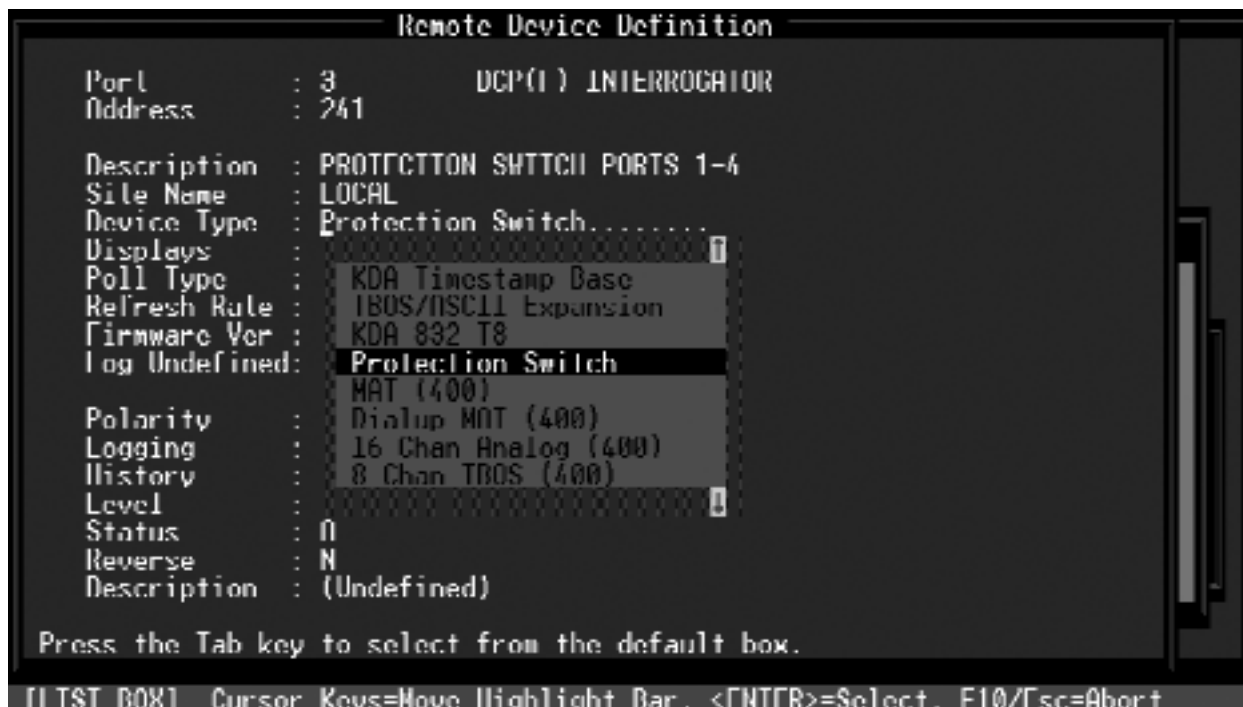 Remote Device Definition
Port : 3 DCP(F) INTERROGATOR
Address : 241
Description : PROTECTION SWITCH PORTS 1-4
Site Name : LOCAL
Device Type : Protection Switch........
Displays :
Poll Type :
Refresh Rate :
Firmware Ver :
Log Undefined:
KDA Timestamp Base
TBOS/ASCII Expansion
KDA 832 T8
Protection Switch
MAT (400)
Dialup MAT (400)
16 Chan Analog (400)
8 Chan TBOS (400)
Polarity :
Logging :
History :
Level :
Status : A
Reverse : N
Description : (Undefined)
Press the Tab key to select from the default box.
[LIST BOX] Cursor Keys=Move Highlight Bar, <ENTER>=Select, F10/Esc=Abort